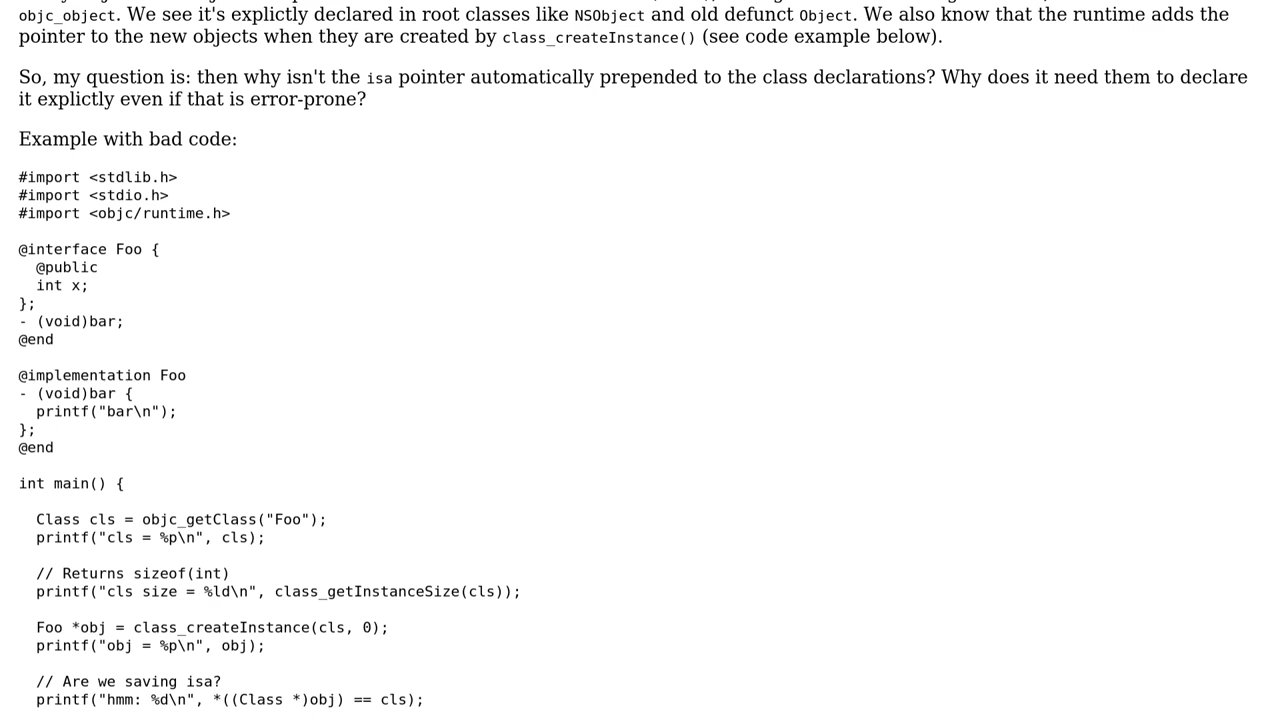 objc_object. We see it's explictly declared in root classes like NSObject and old defunct Object. We also know that the runtime adds the
pointer to the new objects when they are created by class_createInstance() (see code example below).
So, my question is: then why isn't the isa pointer automatically prepended to the class declarations? Why does it need them to declare
it explictly even if that is error-prone?
Example with bad code:
#import <stdlib.h>
#import <stdio.h>
#import <objc/runtime.h>
@interface Foo {
  @public
  int x;
};
- (void)bar;
@end
@implementation Foo
- (void)bar {
  printf("bar\n");
};
@end
int main() {
  Class cls = objc_getClass("Foo");
  printf("cls = %p\n", cls);
  // Returns sizeof(int)
  printf("cls size = %ld\n", class_getInstanceSize(cls));
  Foo *obj = class_createInstance(cls, 0);
  printf("obj = %p\n", obj);
  // Are we saving isa?
  printf("hmm: %d\n", *((Class *)obj) == cls);